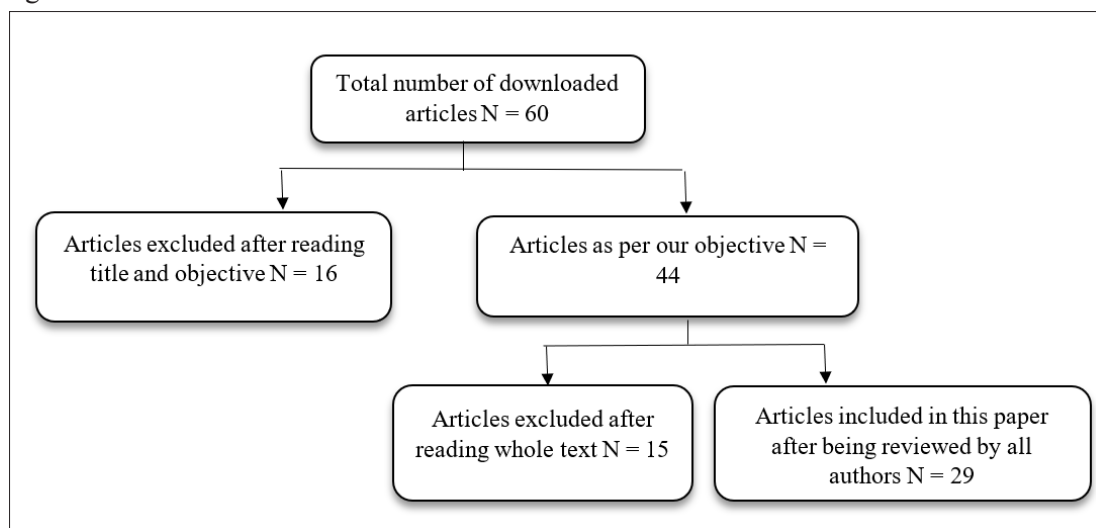 Total number of downloaded
articles N = 60
Articles excluded after reading
title and objective N = 16
Articles as per our objective N =
44
Articles excluded after
reading whole text N = 15
Articles included in this paper
after being reviewed by all
authors N = 29